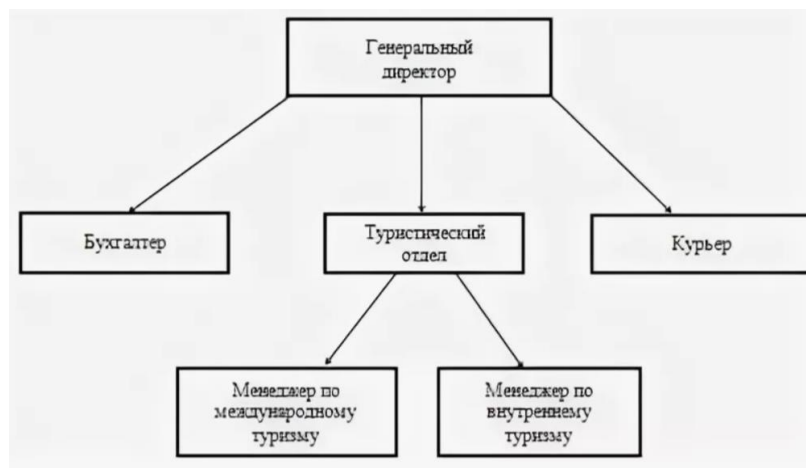 Генеральный
директор
Бухгалтер
Туристический
отдел
Курьер
Менеджер по
международному
туризму
Менеджер по
внутреннему
туризму